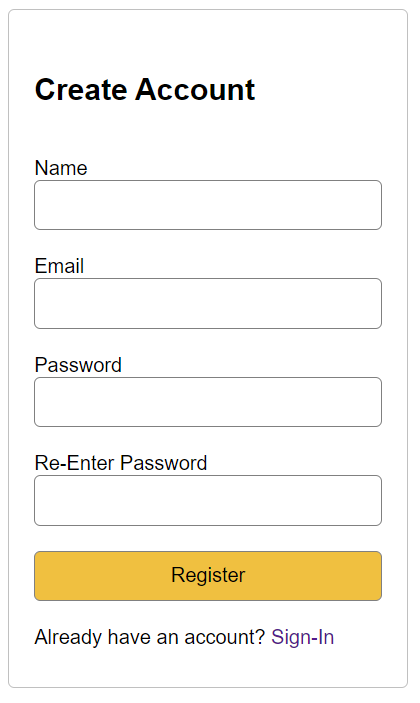 Create Account
Name
Email
Password
Re-Enter Password
Register
Already have an account? Sign-In